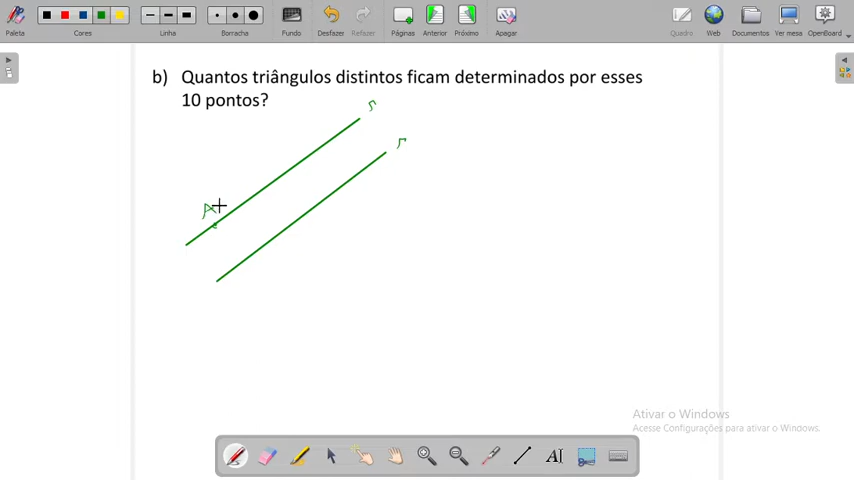 Paleta
Cores
Linha
Borracha
Fundo
Desfazer
Refazer
Páginas
Anterior
Próximo
Apagar
Quadro
Web
Documentos
Ver mesa
OpenBoard
b) Quantos triângulos distintos ficam determinados por esses
10 pontos?
s
r
A
Ativar o Windows
Acesse Configurações para ativar o Windows.
AI